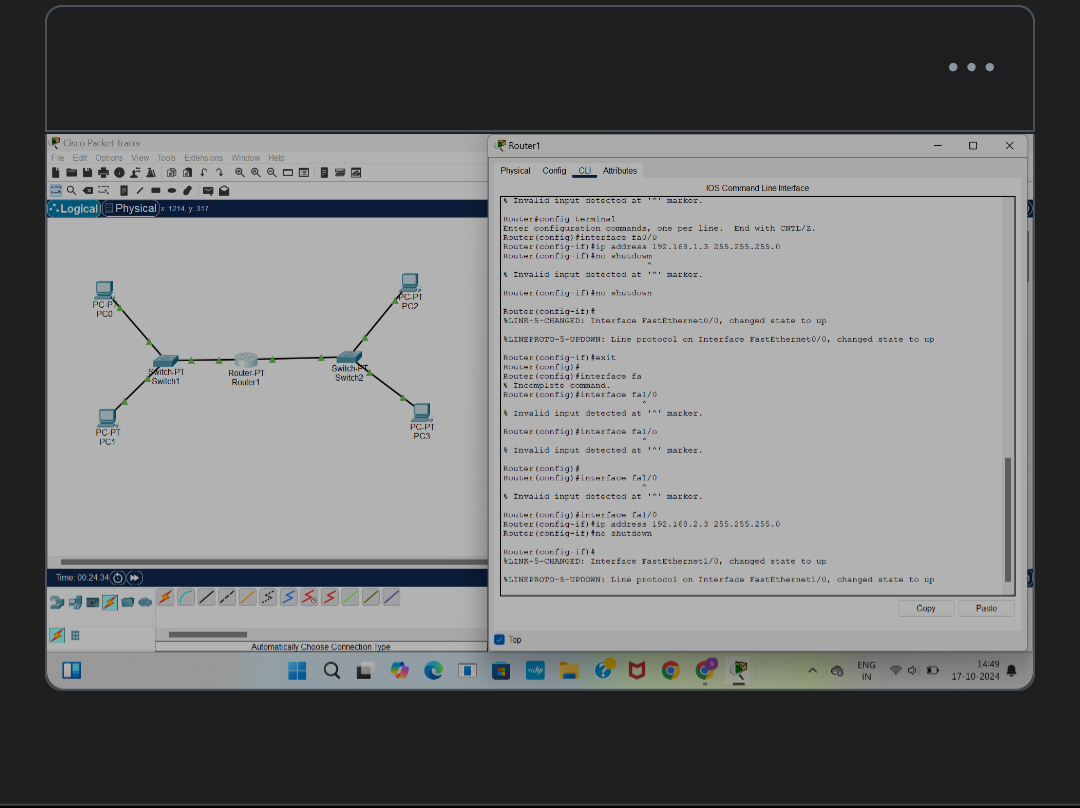 Cisco Packet Tracer
File Edit Options View Tools Extensions Window Help
Logical Physical x: 1214, y: 317
PC-PT
PC0
PC-PT
PC2
Switch-PT
Switch1
Router-PT
Router1
Switch-PT
Switch2
PC-PT
PC1
PC-PT
PC3
Time: 00:24:34
Automatically Choose Connection Type
Router1
Physical Config CLI Attributes
IOS Command Line Interface
% Invalid input detected at '^' marker.
Router#config terminal
Enter configuration commands, one per line. End with CNTL/Z.
Router(config)#interface fa0/0
Router(config-if)#ip address 192.168.1.3 255.255.255.0
Router(config-if)#no shutdowm
^
% Invalid input detected at '^' marker.
Router(config-if)#no shutdown
Router(config-if)#
%LINK-5-CHANGED: Interface FastEthernet0/0, changed state to up
%LINEPROTO-5-UPDOWN: Line protocol on Interface FastEthernet0/0, changed state to up
Router(config-if)#exit
Router(config)#
Router(config)#interface fa
% Incomplete command.
Router(config)#interface fa1/0
^
% Invalid input detected at '^' marker.
Router(config)#interface fa1/o
^
% Invalid input detected at '^' marker.
Router(config)#
Router(config)#interface fa1/0
^
% Invalid input detected at '^' marker.
Router(config)#interface fa1/0
Router(config-if)#ip address 192.168.2.3 255.255.255.0
Router(config-if)#no shutdown
Router(config-if)#
%LINK-5-CHANGED: Interface FastEthernet1/0, changed state to up
%LINEPROTO-5-UPDOWN: Line protocol on Interface FastEthernet1/0, changed state to up
Copy Paste
Top
ENG
IN
14:49
17-10-2024